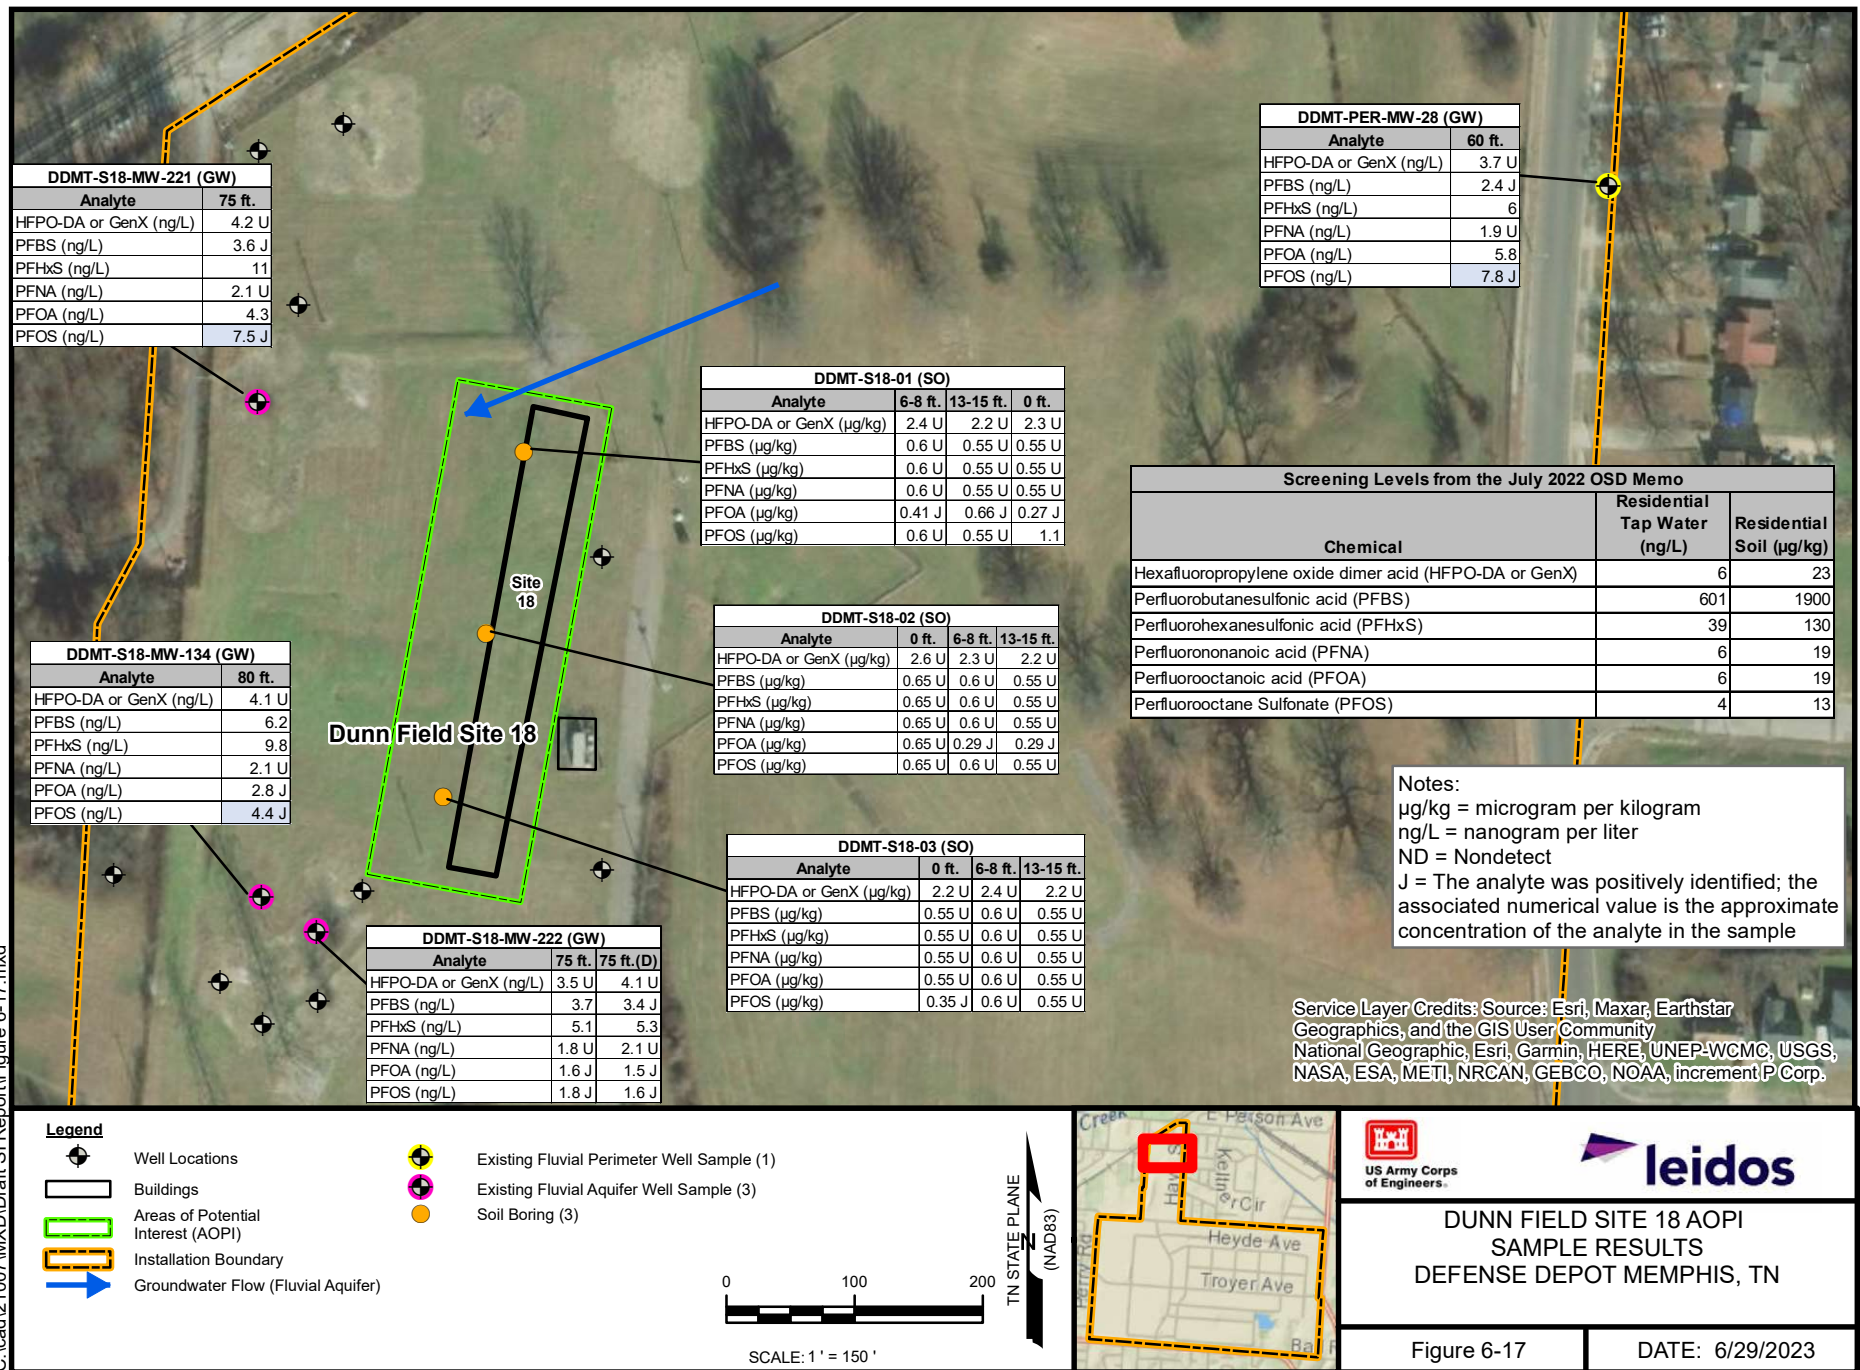 DDMT-S18-MW-221 (GW)
Analyte 75 ft.
HFPO-DA or GenX (ng/L) 4.2 U
PFBS (ng/L) 3.6 J
PFHxS (ng/L) 11
PFNA (ng/L) 2.1 U
PFOA (ng/L) 4.3
PFOS (ng/L) 7.5 J
DDMT-PER-MW-28 (GW)
Analyte 60 ft.
HFPO-DA or GenX (ng/L) 3.7 U
PFBS (ng/L) 2.4 J
PFHxS (ng/L) 6
PFNA (ng/L) 1.9 U
PFOA (ng/L) 5.8
PFOS (ng/L) 7.8 J
DDMT-S18-01 (SO)
Analyte 6-8 ft. 13-15 ft. 0 ft.
HFPO-DA or GenX (µg/kg) 2.4 U 2.2 U 2.3 U
PFBS (µg/kg) 0.6 U 0.55 U 0.55 U
PFHxS (µg/kg) 0.6 U 0.55 U 0.55 U
PFNA (µg/kg) 0.6 U 0.55 U 0.55 U
PFOA (µg/kg) 0.41 J 0.66 J 0.27 J
PFOS (µg/kg) 0.6 U 0.55 U 1.1
Screening Levels from the July 2022 OSD Memo
Chemical Residential Tap Water (ng/L) Residential Soil (µg/kg)
Hexafluoropropylene oxide dimer acid (HFPO-DA or GenX) 6 23
Perfluorobutanesulfonic acid (PFBS) 601 1900
Perfluorohexanesulfonic acid (PFHxS) 39 130
Perfluorononanoic acid (PFNA) 6 19
Perfluorooctanoic acid (PFOA) 6 19
Perfluorooctane Sulfonate (PFOS) 4 13
Site
18
Dunn Field Site 18
DDMT-S18-02 (SO)
Analyte 0 ft. 6-8 ft. 13-15 ft.
HFPO-DA or GenX (µg/kg) 2.6 U 2.3 U 2.2 U
PFBS (µg/kg) 0.65 U 0.6 U 0.55 U
PFHxS (µg/kg) 0.65 U 0.6 U 0.55 U
PFNA (µg/kg) 0.65 U 0.6 U 0.55 U
PFOA (µg/kg) 0.65 U 0.29 J 0.29 J
PFOS (µg/kg) 0.65 U 0.6 U 0.55 U
DDMT-S18-MW-134 (GW)
Analyte 80 ft.
HFPO-DA or GenX (ng/L) 4.1 U
PFBS (ng/L) 6.2
PFHxS (ng/L) 9.8
PFNA (ng/L) 2.1 U
PFOA (ng/L) 2.8 J
PFOS (ng/L) 4.4 J
Notes:
µg/kg = microgram per kilogram
ng/L = nanogram per liter
ND = Nondetect
J = The analyte was positively identified; the
associated numerical value is the approximate
concentration of the analyte in the sample
DDMT-S18-03 (SO)
Analyte 0 ft. 6-8 ft. 13-15 ft.
HFPO-DA or GenX (µg/kg) 2.2 U 2.4 U 2.2 U
PFBS (µg/kg) 0.55 U 0.6 U 0.55 U
PFHxS (µg/kg) 0.55 U 0.6 U 0.55 U
PFNA (µg/kg) 0.55 U 0.6 U 0.55 U
PFOA (µg/kg) 0.55 U 0.6 U 0.55 U
PFOS (µg/kg) 0.35 J 0.6 U 0.55 U
DDMT-S18-MW-222 (GW)
Analyte 75 ft. 75 ft.(D)
HFPO-DA or GenX (ng/L) 3.5 U 4.1 U
PFBS (ng/L) 3.7 3.4 J
PFHxS (ng/L) 5.1 5.3
PFNA (ng/L) 1.8 U 2.1 U
PFOA (ng/L) 1.6 J 1.5 J
PFOS (ng/L) 1.8 J 1.6 J
Service Layer Credits: Source: Esri, Maxar, Earthstar
Geographics, and the GIS User Community
National Geographic, Esri, Garmin, HERE, UNEP-WCMC, USGS,
NASA, ESA, METI, NRCAN, GEBCO, NOAA, increment P Corp.
Legend
Well Locations
Buildings
Areas of Potential
Interest (AOPI)
Installation Boundary
Groundwater Flow (Fluvial Aquifer)
Existing Fluvial Perimeter Well Sample (1)
Existing Fluvial Aquifer Well Sample (3)
Soil Boring (3)
0 100 200
SCALE: 1 ' = 150 '
TN STATE PLANE
N
(NAD83)
Creek
E Person Ave
Kellner Cir
Heyde Ave
Troyer Ave
Perry Rd
US Army Corps
of Engineers.
leidos
DUNN FIELD SITE 18 AOPI
SAMPLE RESULTS
DEFENSE DEPOT MEMPHIS, TN
Figure 6-17
DATE: 6/29/2023